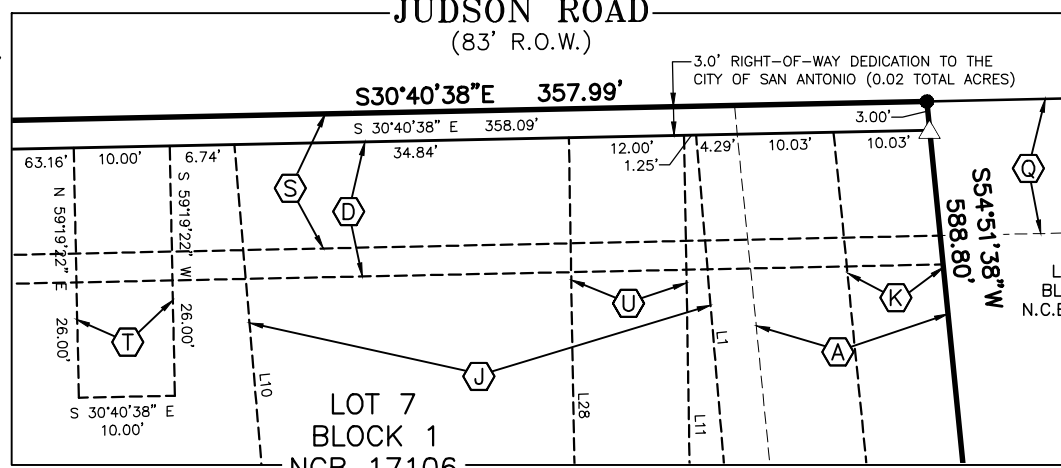 JUDSON ROAD
(83' R.O.W.)
3.0' RIGHT-OF-WAY DEDICATION TO THE
CITY OF SAN ANTONIO (0.02 TOTAL ACRES)
S30°40'38"E 357.99'
3.00'
S 30°40'38" E 358.09'
63.16'
10.00'
6.74'
34.84'
12.00'
1.25'
4.29'
10.03'
10.03'
N 59°19'22" E 26.00'
S 59°19'22" W 26.00'
S
D
Q
S54°51'38"W
588.80'
T
U
K
A
J
L10
L28
L1
L11
S 30°40'38" E
10.00'
LOT 7
BLOCK 1
NCB 17106
L
BL
N.C.B